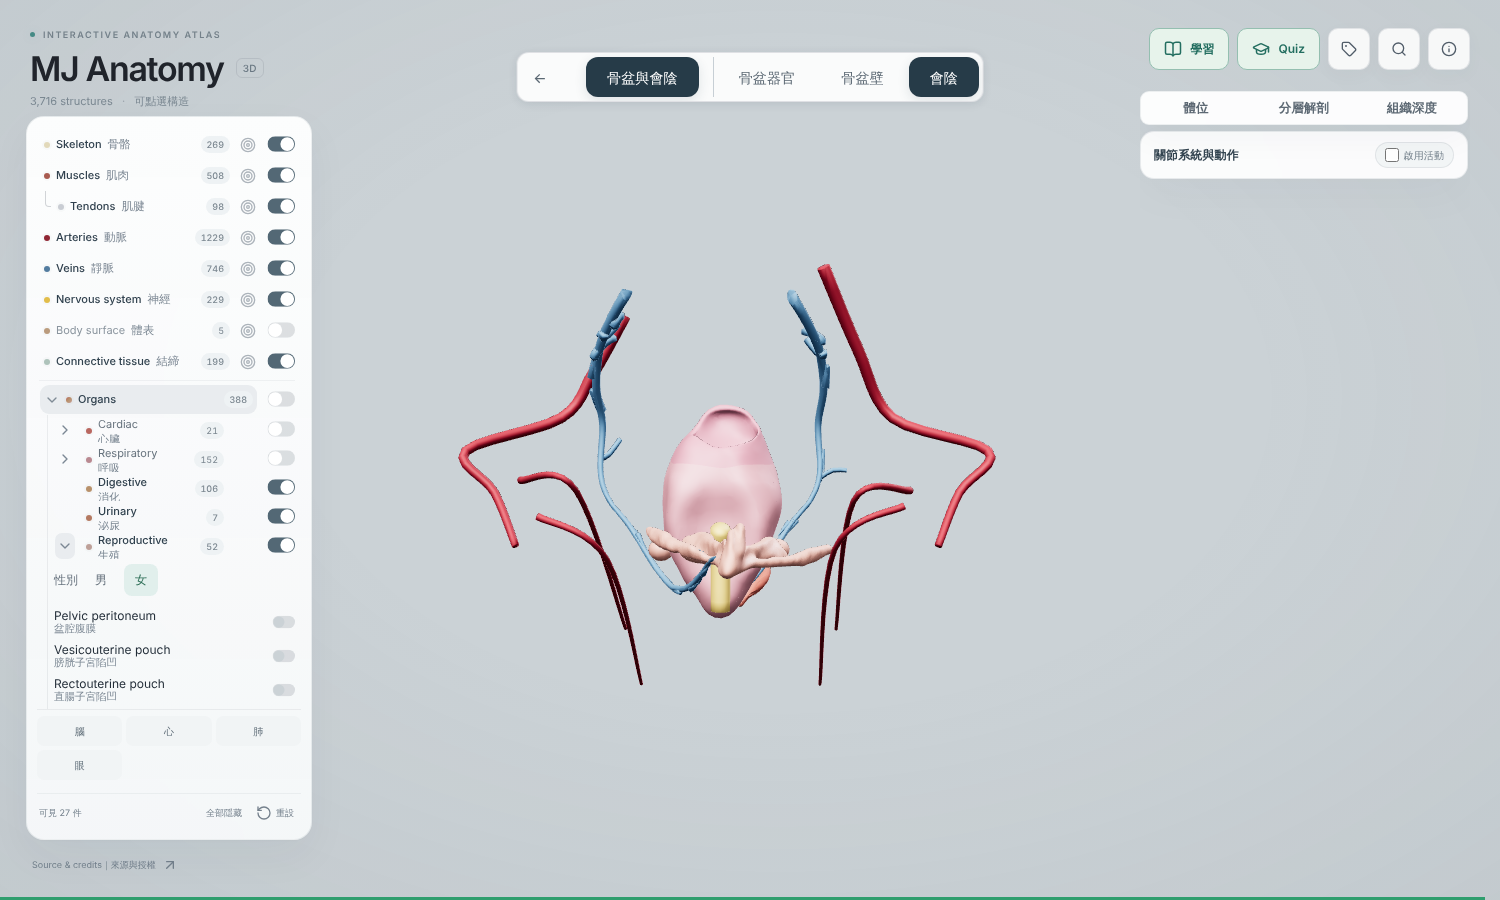 INTERACTIVE ANATOMY ATLAS
MJ Anatomy 3D
3,716 structures · 可點選構造
Skeleton 骨骼 269
Muscles 肌肉 508
Tendons 肌腱 98
Arteries 動脈 1229
Veins 靜脈 746
Nervous system 神經 229
Body surface 體表 5
Connective tissue 結締 199
Organs 388
Cardiac 21
心臟
Respiratory 152
呼吸
Digestive 106
消化
Urinary 7
泌尿
Reproductive 52
生殖
性別 男 女
Pelvic peritoneum
盆腔腹膜
Vesicouterine pouch
膀胱子宮陷凹
Rectouterine pouch
直腸子宮陷凹
腦 心 肺
眼
可見 27 件 全部隱藏 重設
Source & credits | 來源與授權
← 骨盆與會陰 骨盆器官 骨盆壁 會陰
學習 Quiz
體位 分層解剖 組織深度
關節系統與動作 啟用活動